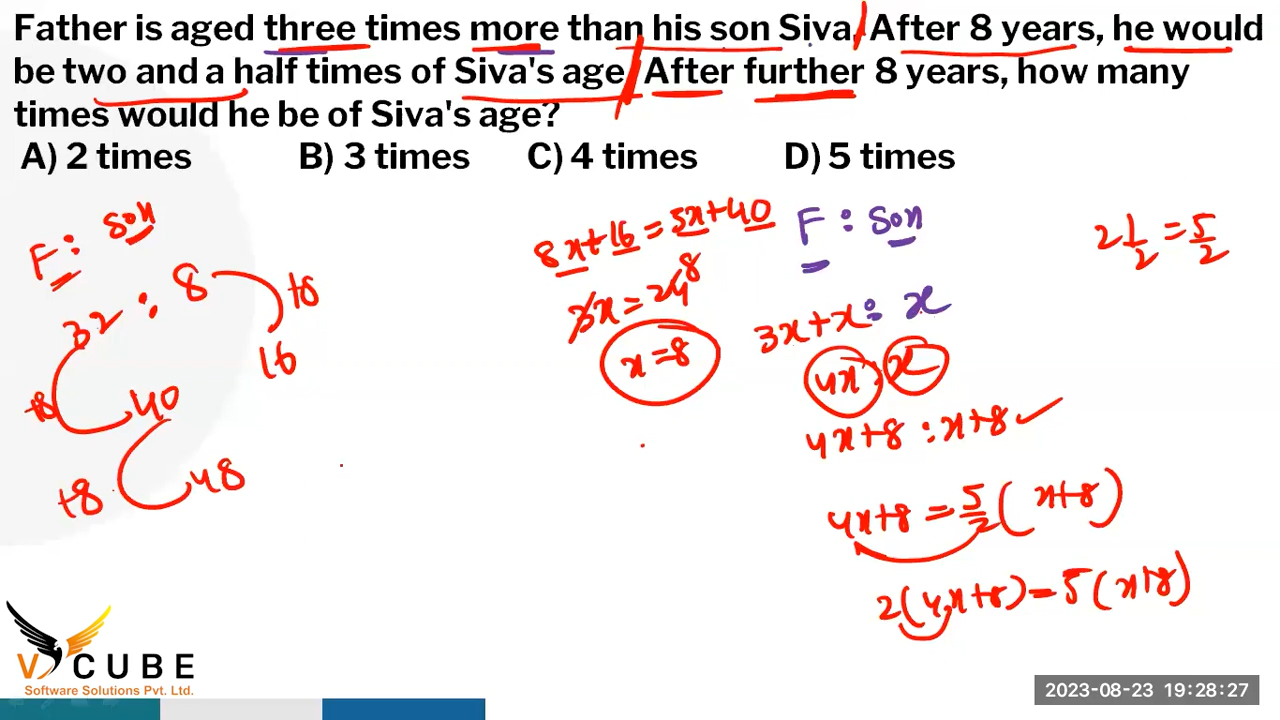 Father is aged three times more than his son Siva. After 8 years, he would
be two and a half times of Siva's age. After further 8 years, how many
times would he be of Siva's age?
A) 2 times B) 3 times C) 4 times D) 5 times
F : Son
32 : 8
+8
16
+8
40
+8
48
8x+16=5x+40
3x=24 8
x=8
F : Son
3x+x : x
4x : x
4x+8 : x+8 ✓
4x+8 = 5/2 (x+8)
2(4x+8)=5(x+8)
2 1/2 = 5/2
V CUBE
Software Solutions Pvt. Ltd.
2023-08-23 19:28:27